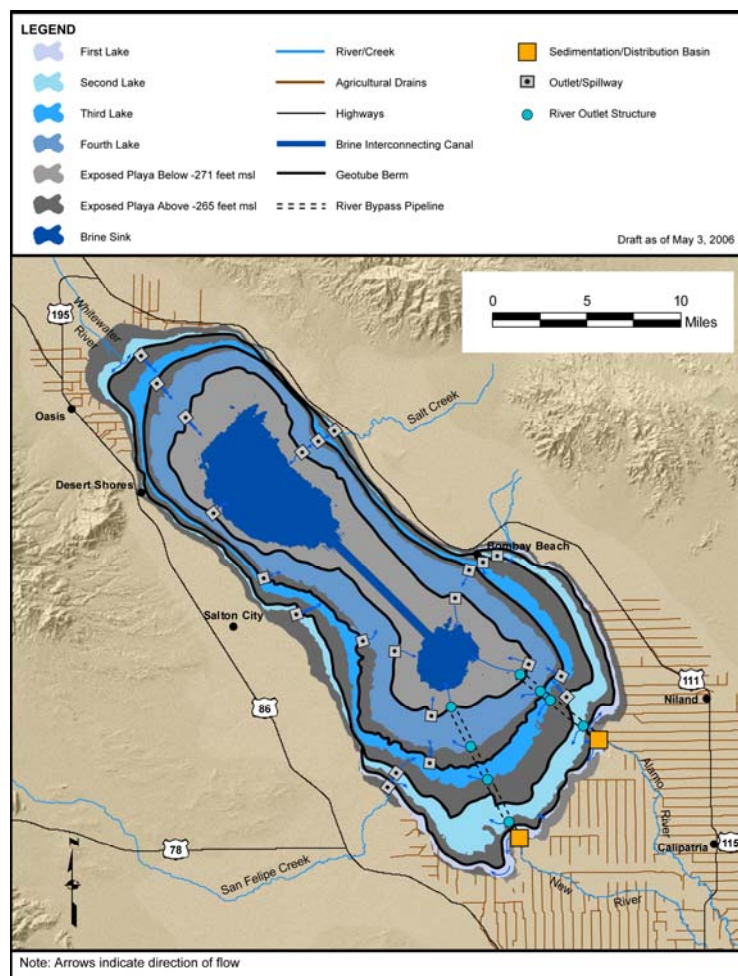 LEGEND
First Lake
Second Lake
Third Lake
Fourth Lake
Exposed Playa Below -271 feet msl
Exposed Playa Above -265 feet msl
Brine Sink
River/Creek
Agricultural Drains
Highways
Brine Interconnecting Canal
Geotube Berm
River Bypass Pipeline
Sedimentation/Distribution Basin
Outlet/Spillway
River Outlet Structure
Draft as of May 3, 2006
0 5 10
Miles
195
Whitewater
River
Oasis
Salt Creek
Desert Shores
Bombay Beach
Salton City
111
Niland
86
Alamo
River
78
Calipatria
115
San Felipe Creek
New
River
N
Note: Arrows indicate direction of flow